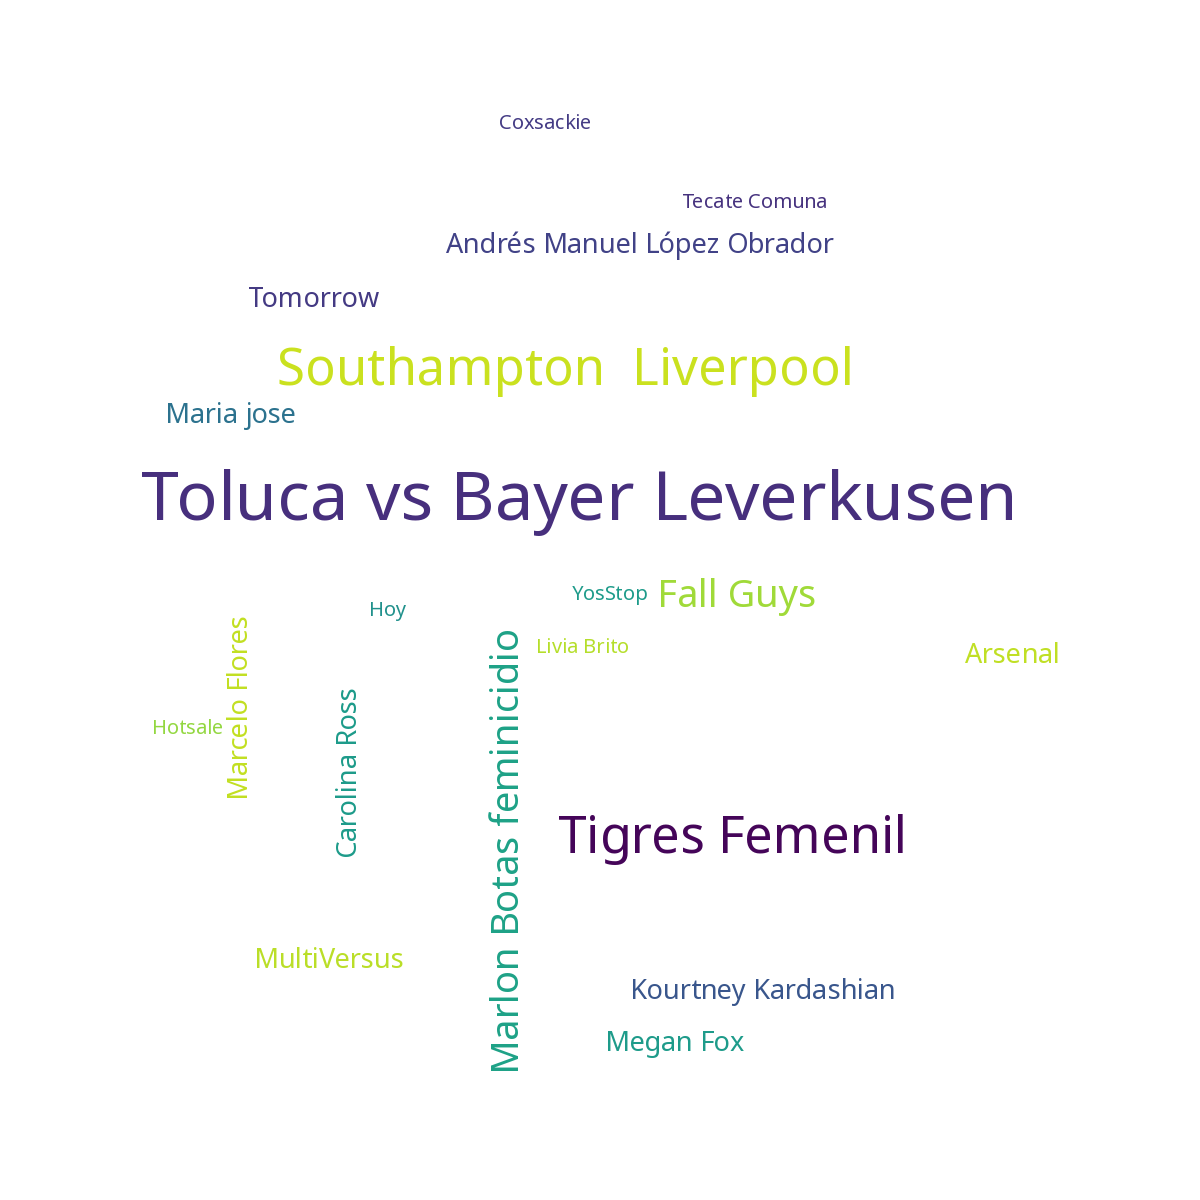 Coxsackie
Tecate Comuna
Andrés Manuel López Obrador
Tomorrow
Southampton  Liverpool
Maria jose
Toluca vs Bayer Leverkusen
YosStop
Fall Guys
Hoy
Livia Brito
Arsenal
Marcelo Flores
Hotsale
Carolina Ross
Marlon Botas feminicidio
Tigres Femenil
MultiVersus
Kourtney Kardashian
Megan Fox